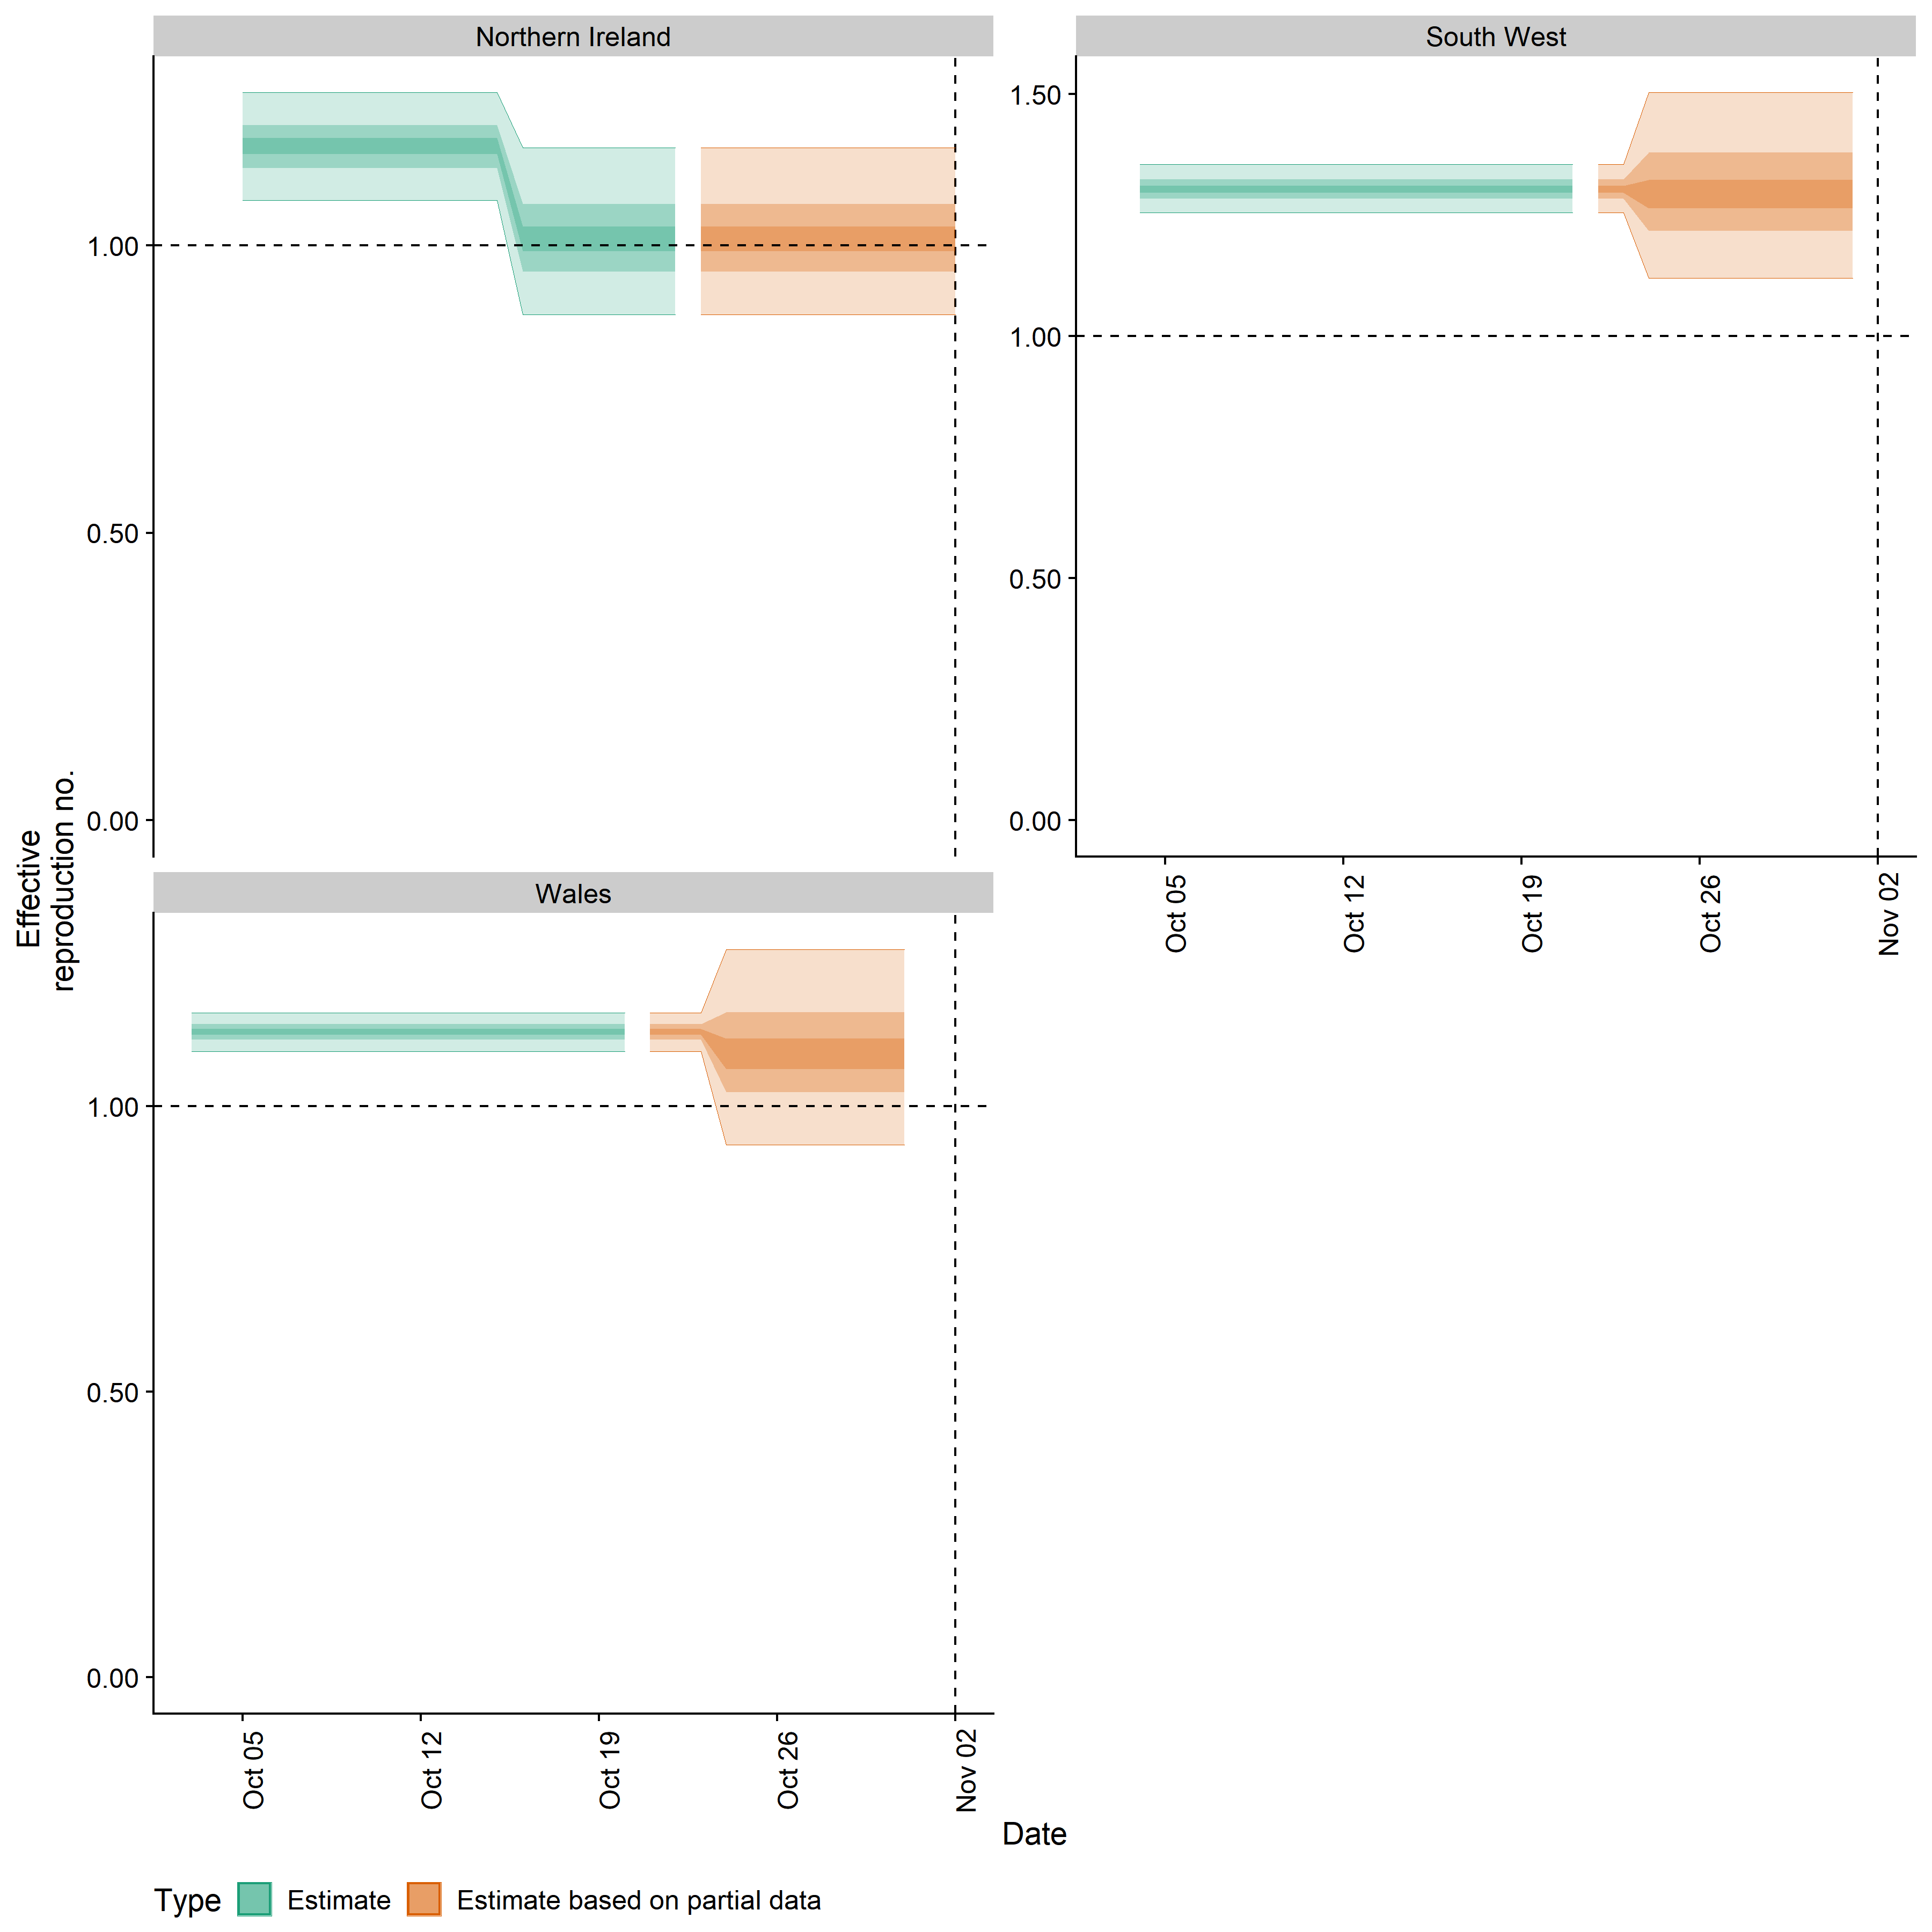 Northern Ireland
South West
1.00
0.50
0.00
1.50
1.00
0.50
0.00
Oct 05
Oct 12
Oct 19
Oct 26
Nov 02
Effective
reproduction no.
Wales
1.00
0.50
0.00
Oct 05
Oct 12
Oct 19
Oct 26
Nov 02
Date
Type Estimate Estimate based on partial data